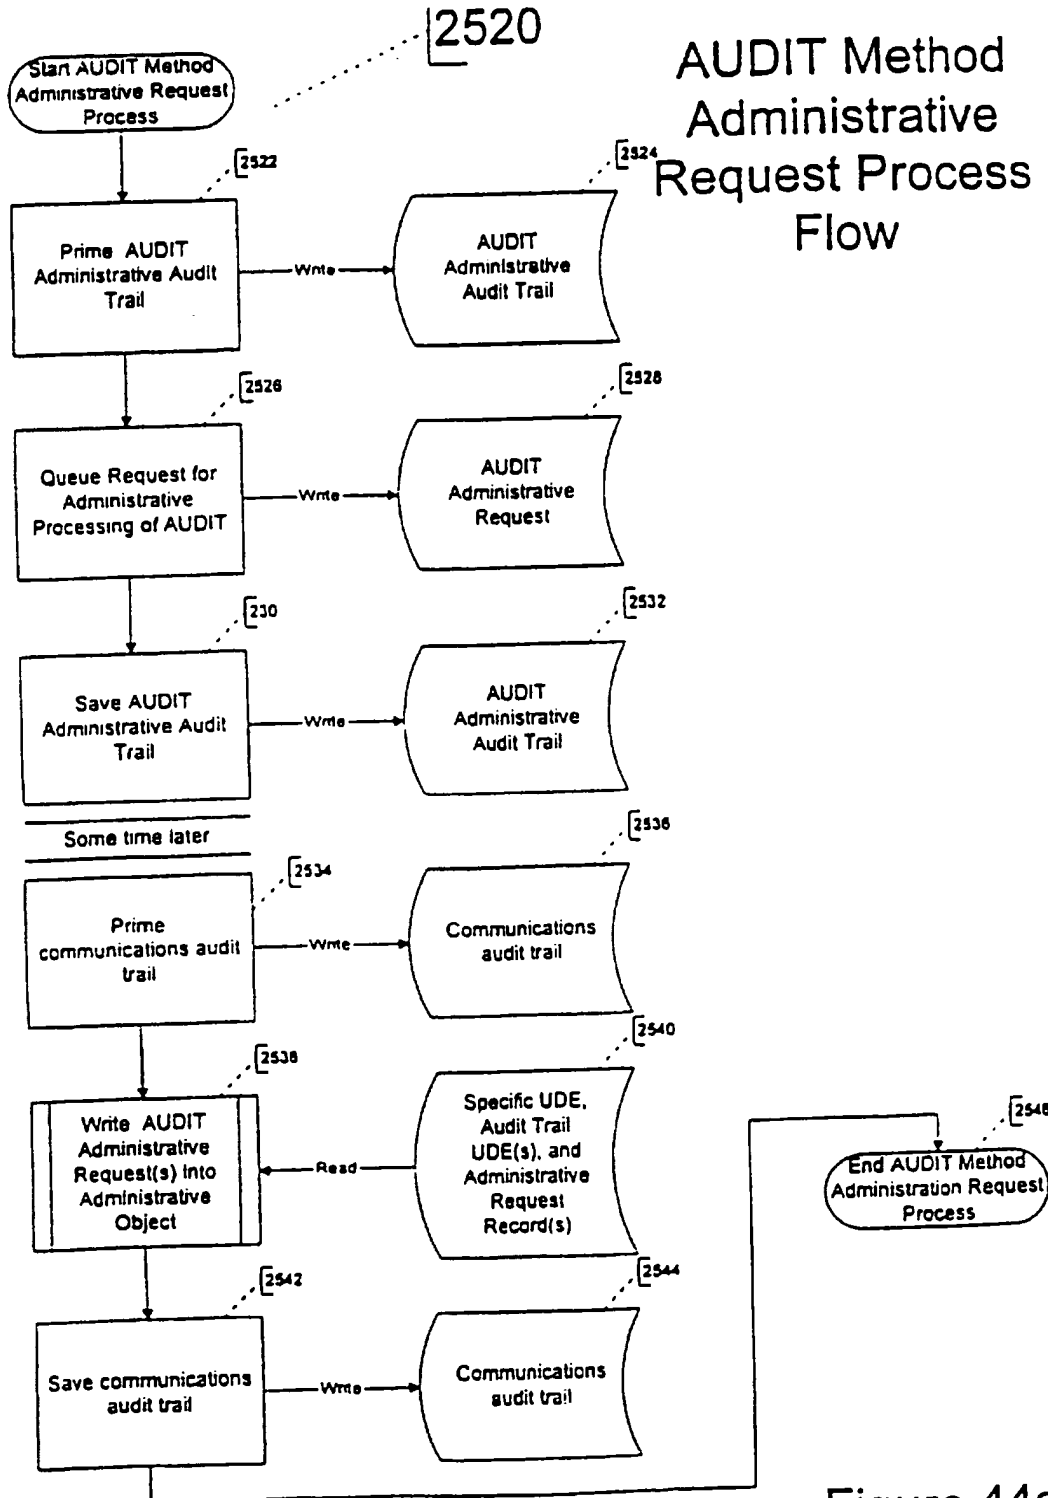 2520
AUDIT Method
Administrative
Request Process
Flow
Start AUDIT Method
Administrative Request
Process
2522
Prime AUDIT
Administrative Audit
Trail
Write
2524
AUDIT
Administrative
Audit Trail
2526
Queue Request for
Administrative
Processing of AUDIT
Write
2528
AUDIT
Administrative
Request
230
Save AUDIT
Administrative Audit
Trail
Write
2532
AUDIT
Administrative
Audit Trail
Some time later
2534
Prime
communications audit
trail
Write
2536
Communications
audit trail
2538
Write AUDIT
Administrative
Request(s) into
Administrative
Object
Read
2540
Specific UDE,
Audit Trail
UDE(s), and
Administrative
Request
Record(s)
2542
Save communications
audit trail
Write
2544
Communications
audit trail
2546
End AUDIT Method
Administration Request
Process